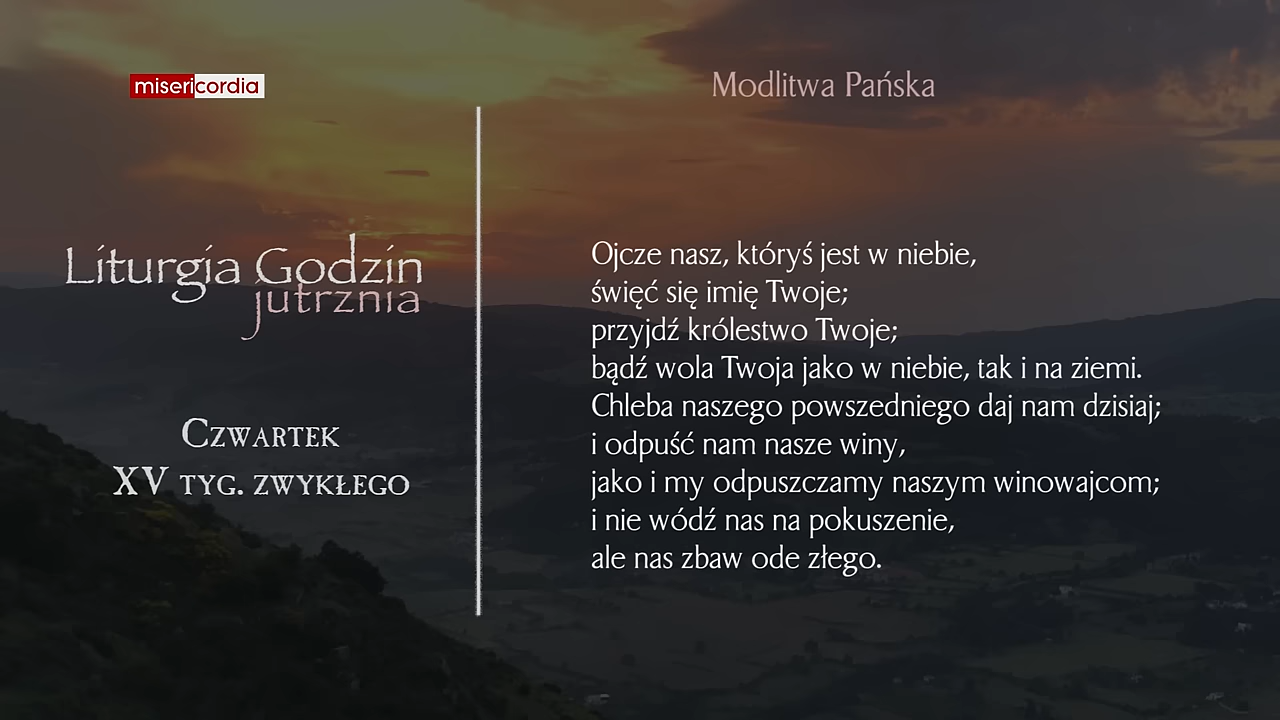 misericordia
Liturgia Godzin
jutrznia
Czwartek
XV tyg. zwykłego
Modlitwa Pańska
Ojcze nasz, któryś jest w niebie,
święć się imię Twoje;
przyjdź królestwo Twoje;
bądź wola Twoja jako w niebie, tak i na ziemi.
Chleba naszego powszedniego daj nam dzisiaj;
i odpuść nam nasze winy,
jako i my odpuszczamy naszym winowajcom;
i nie wódź nas na pokuszenie,
ale nas zbaw ode złego.